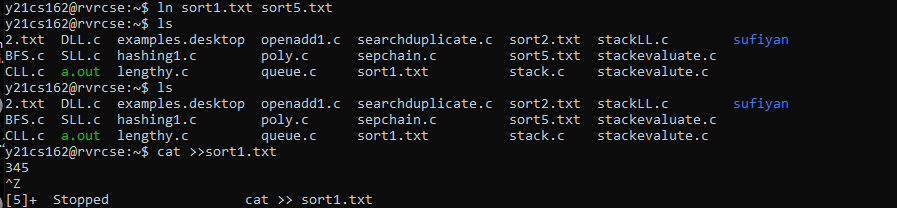 y21cs162@rvrcse:~$ ln sort1.txt sort5.txt
y21cs162@rvrcse:~$ ls
2.txt  DLL.c  examples.desktop  openadd1.c  searchduplicate.c  sort2.txt  stackLL.c        sufiyan
BFS.c  SLL.c  hashing1.c        poly.c      sepchain.c         sort5.txt  stackevaluate.c
CLL.c  a.out  lengthy.c         queue.c     sort1.txt          stack.c    stackevalute.c
y21cs162@rvrcse:~$ ls
2.txt  DLL.c  examples.desktop  openadd1.c  searchduplicate.c  sort2.txt  stackLL.c        sufiyan
BFS.c  SLL.c  hashing1.c        poly.c      sepchain.c         sort5.txt  stackevaluate.c
CLL.c  a.out  lengthy.c         queue.c     sort1.txt          stack.c    stackevalute.c
y21cs162@rvrcse:~$ cat >>sort1.txt
345
^Z
[5]+  Stopped                 cat >> sort1.txt